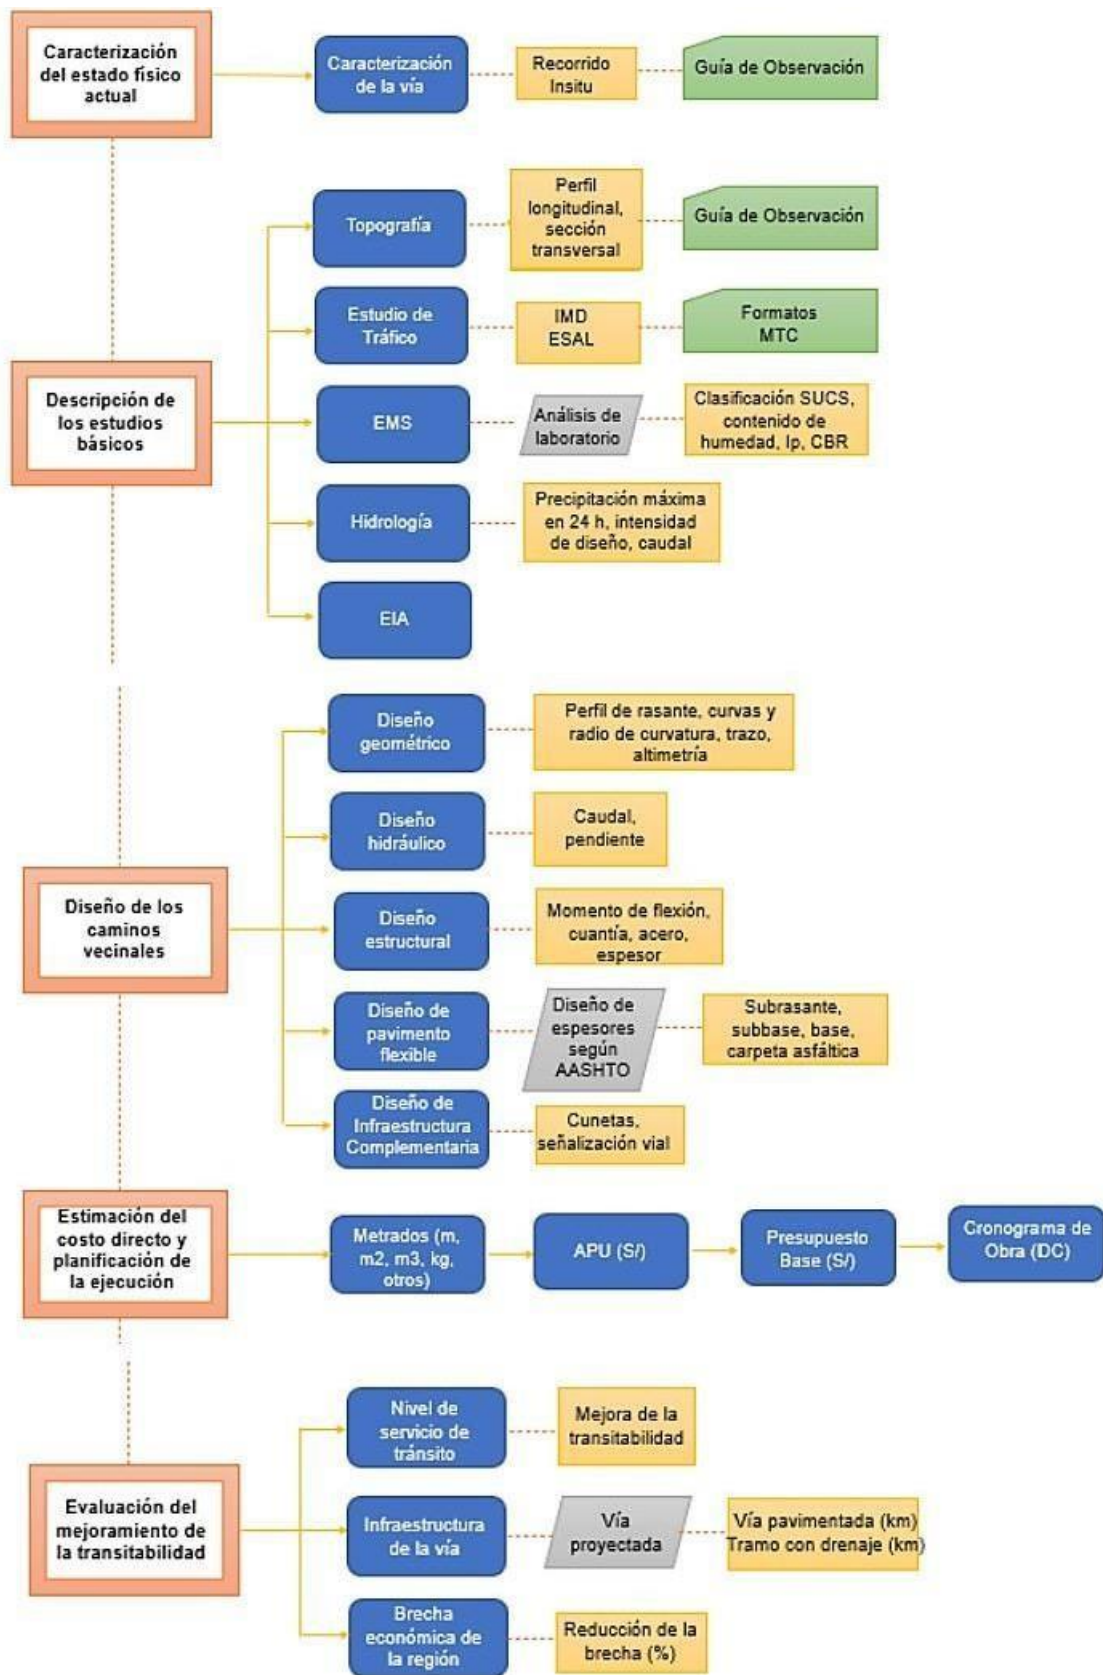 Caracterización
del estado físico
actual
Caracterización
de la vía
Recorrido
Insitu
Guía de Observación
Descripción de
los estudios
básicos
Topografía
Perfil
longitudinal,
sección
transversal
Guía de Observación
Estudio de
Tráfico
IMD
ESAL
Formatos
MTC
EMS
Análisis de
laboratorio
Clasificación SUCS,
contenido de
humedad, Ip, CBR
Hidrología
Precipitación máxima
en 24 h, intensidad
de diseño, caudal
EIA
Diseño de los
caminos
vecinales
Diseño
geométrico
Perfil de rasante, curvas y
radio de curvatura, trazo,
altimetría
Diseño
hidráulico
Caudal,
pendiente
Diseño
estructural
Momento de flexión,
cuantía, acero,
espesor
Diseño de
pavimento
flexible
Diseño de
espesores
según
AASHTO
Subrasante,
subbase, base,
carpeta asfáltica
Diseño de
Infraestructura
Complementaria
Cunetas,
señalización vial
Estimación del
costo directo y
planificación de
la ejecución
Metrados (m,
m2, m3, kg,
otros)
APU (S/)
Presupuesto
Base (S/)
Cronograma de
Obra (DC)
Evaluación del
mejoramiento de
la transitabilidad
Nivel de
servicio de
tránsito
Mejora de la
transitabilidad
Infraestructura
de la vía
Vía
proyectada
Vía pavimentada (km)
Tramo con drenaje (km)
Brecha
económica de
la región
Reducción de la
brecha (%)